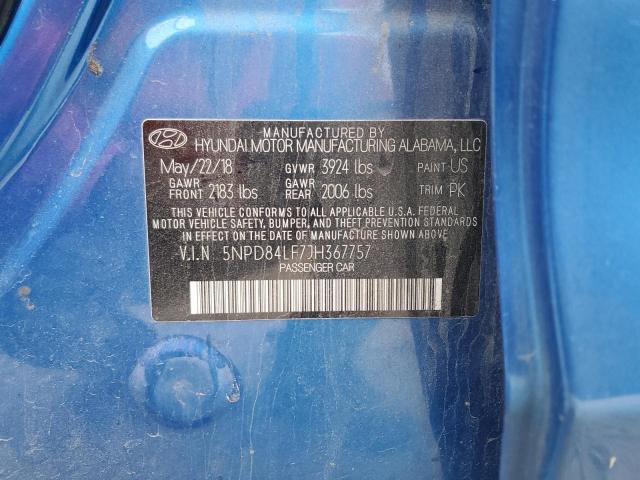 MANUFACTURED BY
HYUNDAI MOTOR MANUFACTURING ALABAMA, LLC
May/22/18 GVWR 3924 lbs PAINT US
GAWR FRONT 2183 lbs GAWR REAR 2006 lbs TRIM PK
THIS VEHICLE CONFORMS TO ALL APPLICABLE U.S.A. FEDERAL
MOTOR VEHICLE SAFETY, BUMPER, AND THEFT PREVENTION STANDARDS
IN EFFECT ON THE DATE OF MANUFACTURE SHOWN ABOVE.
V.I.N 5NPD84LF7JH367757
PASSENGER CAR